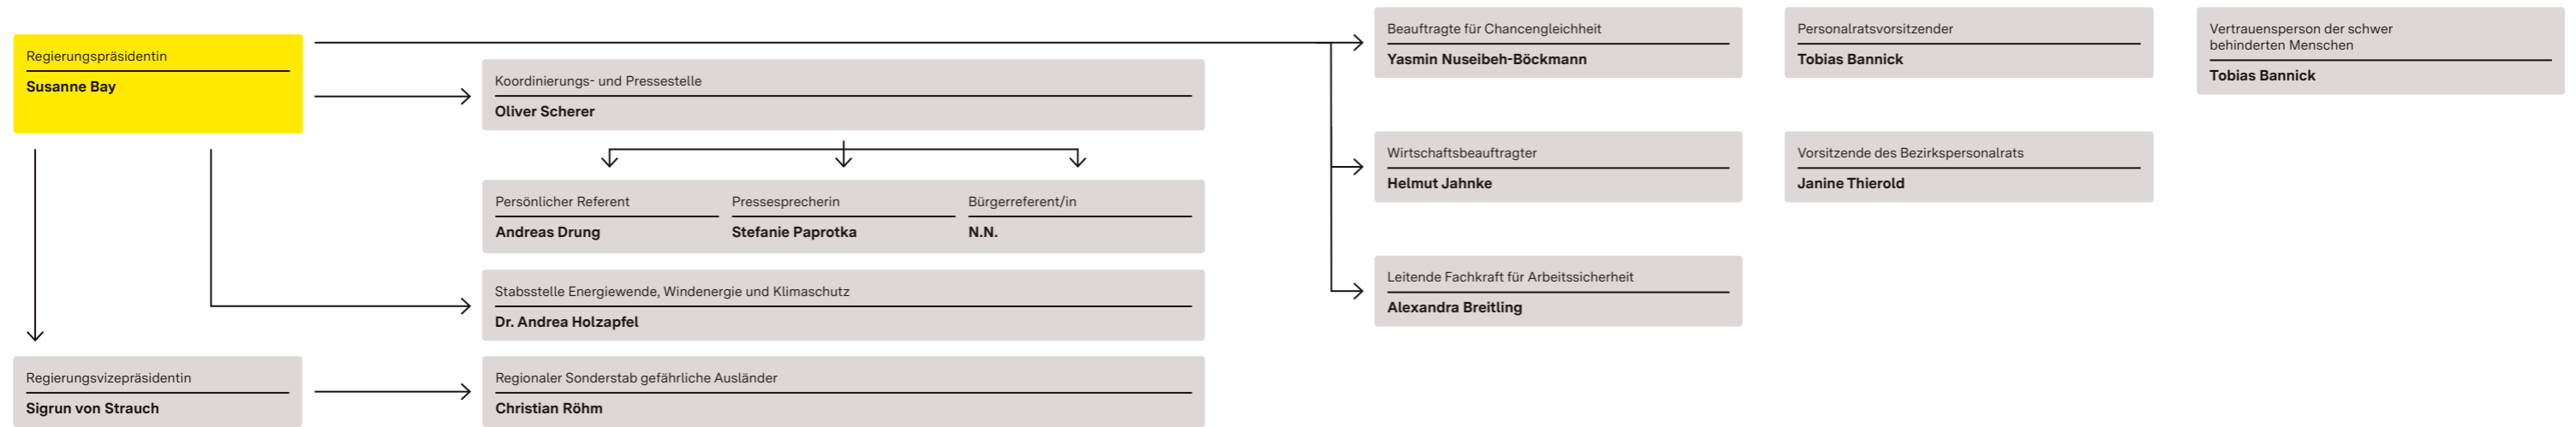 Regierungspräsidentin
Susanne Bay
Koordinierungs- und Pressestelle
Oliver Scherer
Persönlicher Referent
Andreas Drung
Pressesprecherin
Stefanie Paprotka
Bürgerreferent/in
N.N.
Stabsstelle Energiewende, Windenergie und Klimaschutz
Dr. Andrea Holzapfel
Regierungsvizepräsidentin
Sigrun von Strauch
Regionaler Sonderstab gefährliche Ausländer
Christian Röhm
Beauftragte für Chancengleichheit
Yasmin Nuseibeh-Böckmann
Personalratsvorsitzender
Tobias Bannick
Vertrauensperson der schwer
behinderten Menschen
Tobias Bannick
Wirtschaftsbeauftragter
Helmut Jahnke
Vorsitzende des Bezirkspersonalrats
Janine Thierold
Leitende Fachkraft für Arbeitssicherheit
Alexandra Breitling